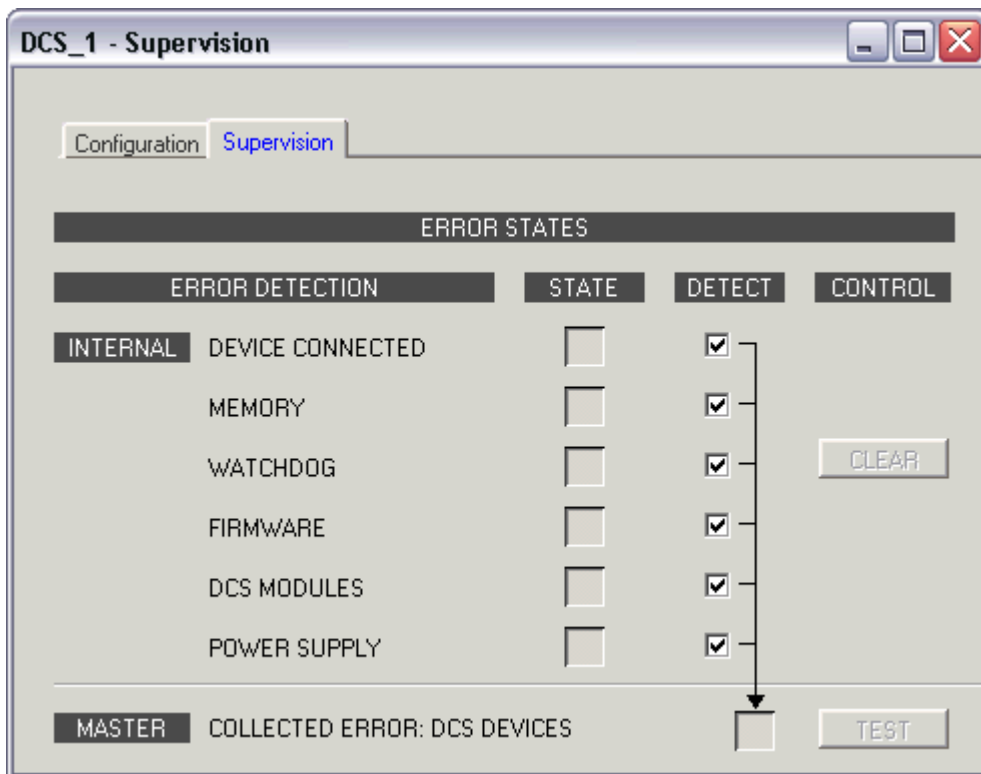 DCS_1 - Supervision
Configuration Supervision
ERROR STATES
ERROR DETECTION STATE DETECT CONTROL
INTERNAL DEVICE CONNECTED
MEMORY
WATCHDOG CLEAR
FIRMWARE
DCS MODULES
POWER SUPPLY
MASTER COLLECTED ERROR: DCS DEVICES TEST